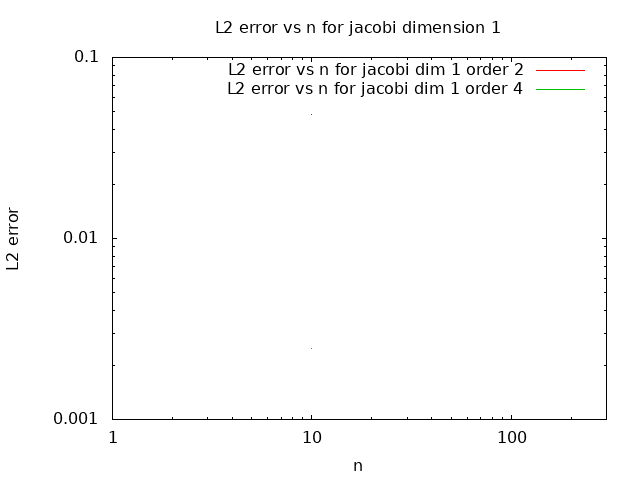 L2 error vs n for jacobi dimension 1
L2 error vs n for jacobi dim 1 order 2
L2 error vs n for jacobi dim 1 order 4
0.1
0.01
0.001
L2 error
1 10 100
n